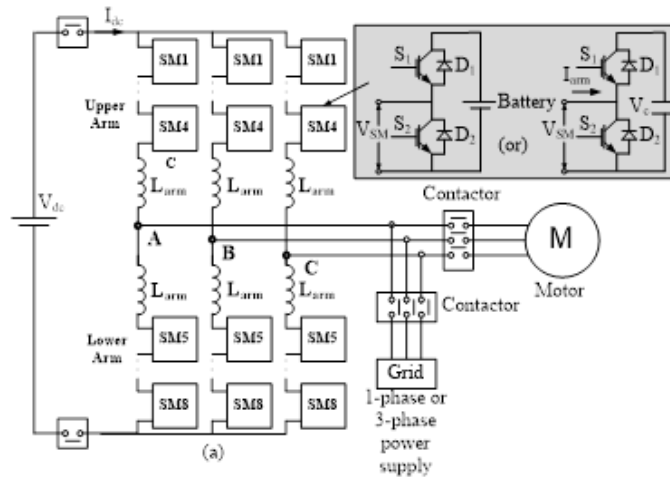 I_dc
SM1 SM1 SM1
Upper
Arm
SM4 SM4 SM4
c
L_arm L_arm L_arm
V_dc
A
B
C
L_arm L_arm L_arm
Lower
Arm
SM5 SM5 SM5
SM8 SM8 SM8
(a)
S_1 D_1
Battery
V_SM
S_2 D_2
(or)
S_1 D_1
I_arm
V_c
V_SM
S_2 D_2
Contactor
M
Motor
Contactor
Grid
1-phase or
3-phase
power
supply